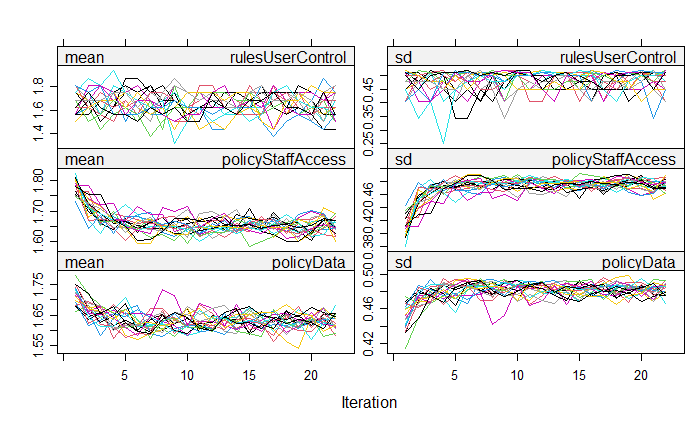 mean rulesUserControl
sd rulesUserControl
1.4 1.6 1.8
0.25 0.35 0.45
mean policyStaffAccess
sd policyStaffAccess
1.60 1.70 1.80
0.38 0.42 0.46
mean policyData
sd policyData
1.55 1.65 1.75
0.42 0.46 0.50
5 10 15 20
5 10 15 20
Iteration